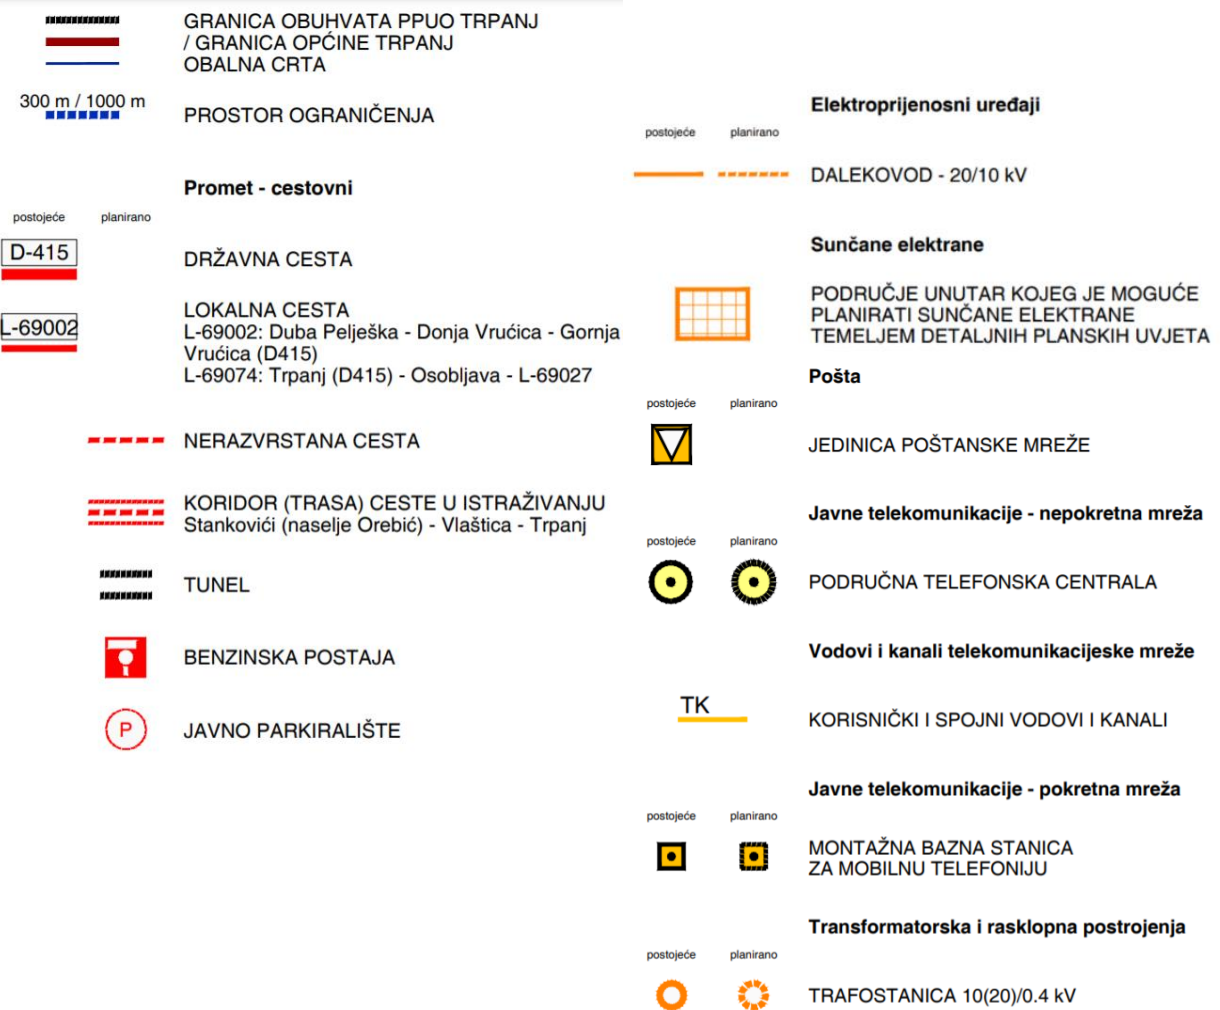 GRANICA OBUHVATA PPUO TRPANJ
/ GRANICA OPĆINE TRPANJ
OBALNA CRTA
300 m / 1000 m
PROSTOR OGRANIČENJA
Promet - cestovni
postojeće planirano
D-415
DRŽAVNA CESTA
L-69002
LOKALNA CESTA
L-69002: Duba Pelješka - Donja Vrućica - Gornja
Vrućica (D415)
L-69074: Trpanj (D415) - Osobljava - L-69027
NERAZVRSTANA CESTA
KORIDOR (TRASA) CESTE U ISTRAŽIVANJU
Stankovići (naselje Orebić) - Vlaštica - Trpanj
TUNEL
BENZINSKA POSTAJA
P
JAVNO PARKIRALIŠTE
Elektroprijenosni uređaji
postojeće planirano
DALEKOVOD - 20/10 kV
Sunčane elektrane
PODRUČJE UNUTAR KOJEG JE MOGUĆE
PLANIRATI SUNČANE ELEKTRANE
TEMELJEM DETALJNIH PLANSKIH UVJETA
Pošta
postojeće planirano
JEDINICA POŠTANSKE MREŽE
Javne telekomunikacije - nepokretna mreža
postojeće planirano
PODRUČNA TELEFONSKA CENTRALA
Vodovi i kanali telekomunikacijeske mreže
TK
KORISNIČKI I SPOJNI VODOVI I KANALI
Javne telekomunikacije - pokretna mreža
postojeće planirano
MONTAŽNA BAZNA STANICA
ZA MOBILNU TELEFONIJU
Transformatorska i rasklopna postrojenja
postojeće planirano
TRAFOSTANICA 10(20)/0.4 kV